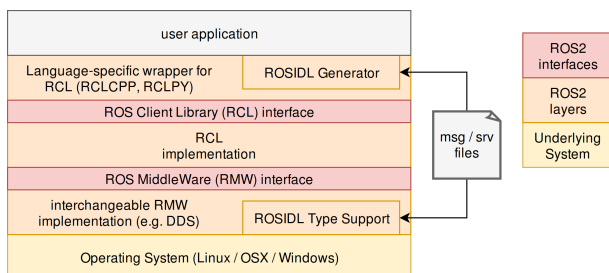 user application
Language-specific wrapper for
RCL (RCLCPP, RCLPY)
ROSIDL Generator
ROS Client Library (RCL) interface
RCL
implementation
ROS MiddleWare (RMW) interface
interchangeable RMW
implementation (e.g. DDS)
ROSIDL Type Support
Operating System (Linux / OSX / Windows)
msg / srv
files
ROS2
interfaces
ROS2
layers
Underlying
System